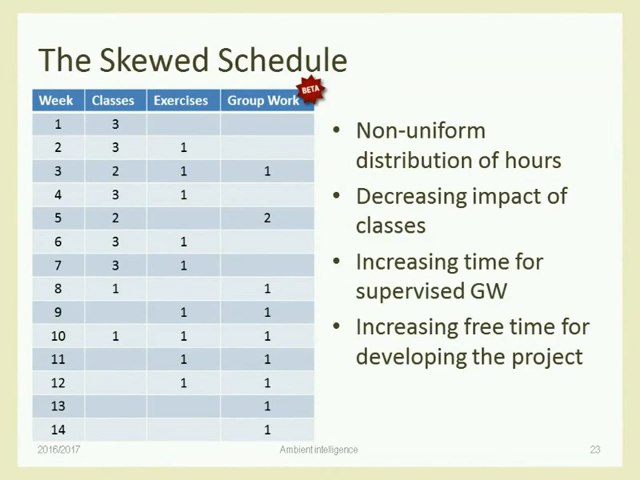 The Skewed Schedule
Week Classes Exercises Group Work
BETA
1 3
2 3 1
3 2 1 1
4 3 1
5 2 2
6 3 1
7 3 1
8 1 1
9 1 1
10 1 1 1
11 1 1
12 1 1
13 1
14 1
• Non-uniform
distribution of hours
• Decreasing impact of
classes
• Increasing time for
supervised GW
• Increasing free time for
developing the project
2016/2017 Ambient intelligence 23